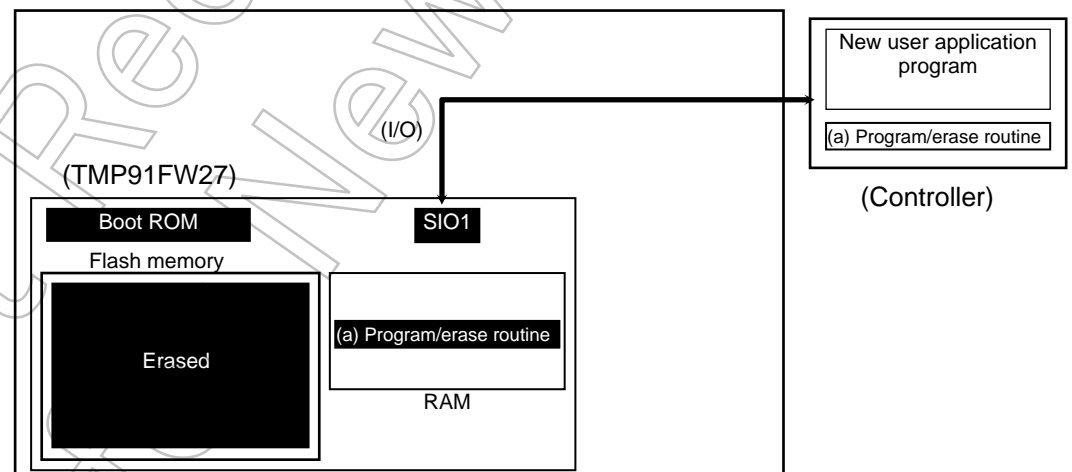 New user application
program
(I/O)
(a) Program/erase routine
(TMP91FW27)
(Controller)
Boot ROM
SIO1
Flash memory
(a) Program/erase routine
Erased
RAM